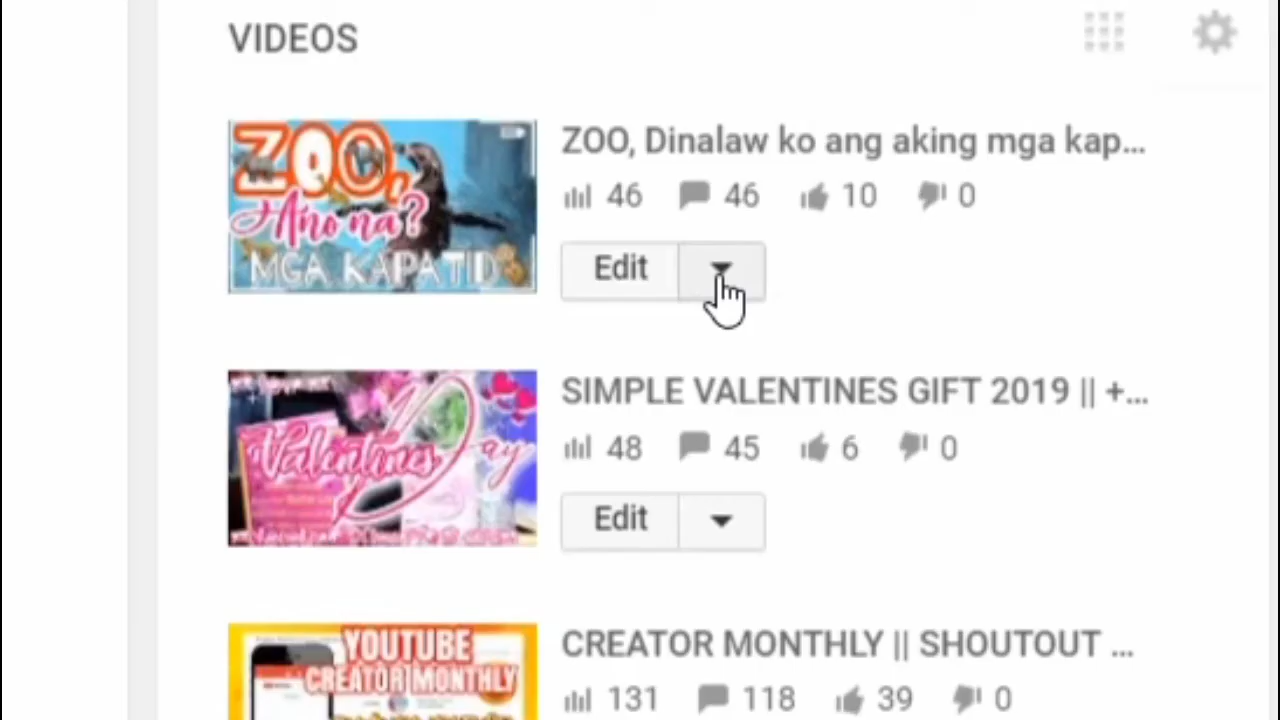 VIDEOS
ZOO,
Ano na?
MGA KAPATID
ZOO, Dinalaw ko ang aking mga kap...
46 46 10 0
Edit
Valentines Day
SIMPLE VALENTINES GIFT 2019 || +...
48 45 6 0
Edit
YOUTUBE
CREATOR MONTHLY
CREATOR MONTHLY || SHOUTOUT ...
131 118 39 0